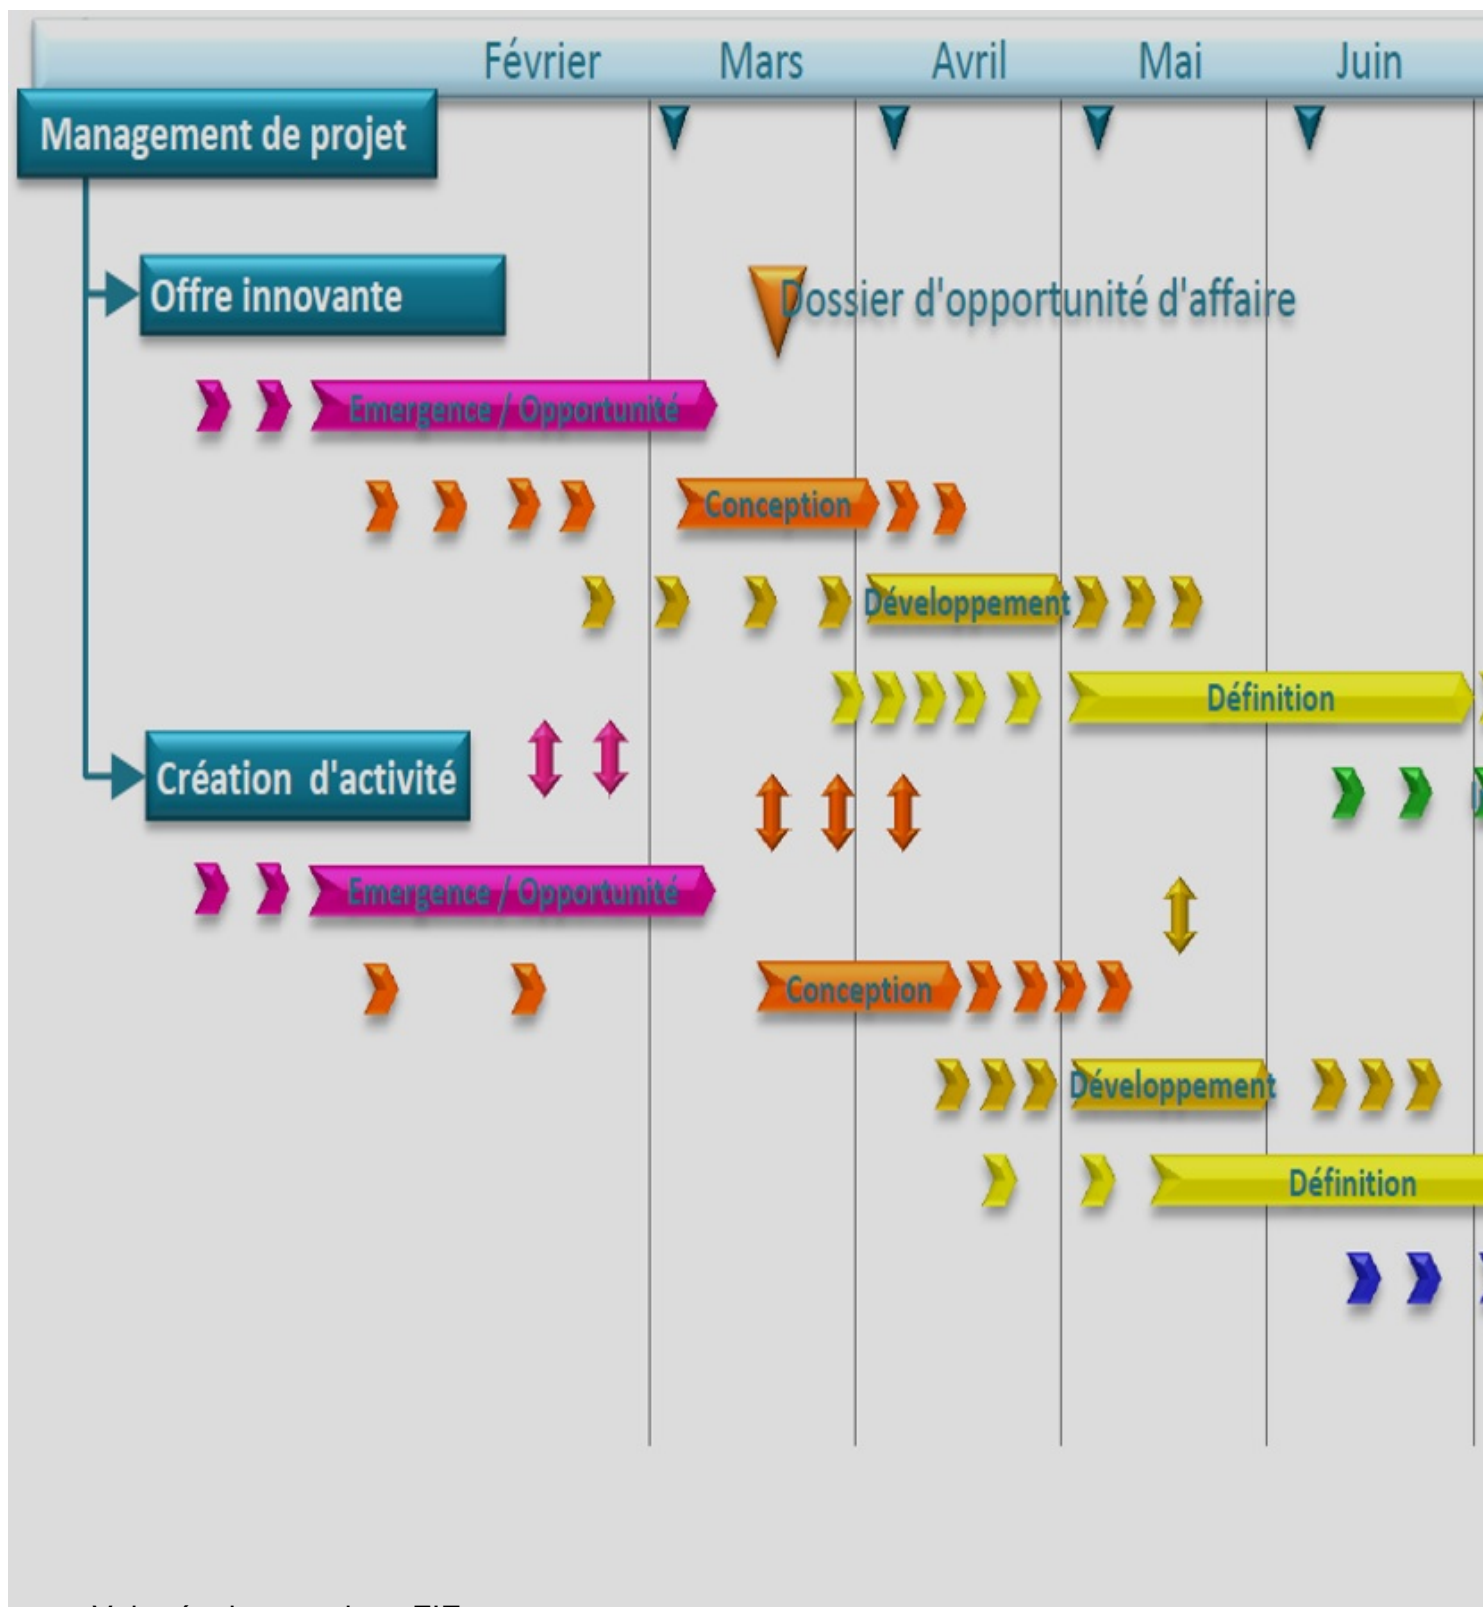 Février Mars Avril Mai Juin
Management de projet
Offre innovante
Dossier d'opportunité d'affaire
Emergence / Opportunité
Conception
Développement
Définition
Création d'activité
Emergence / Opportunité
Conception
Développement
Définition